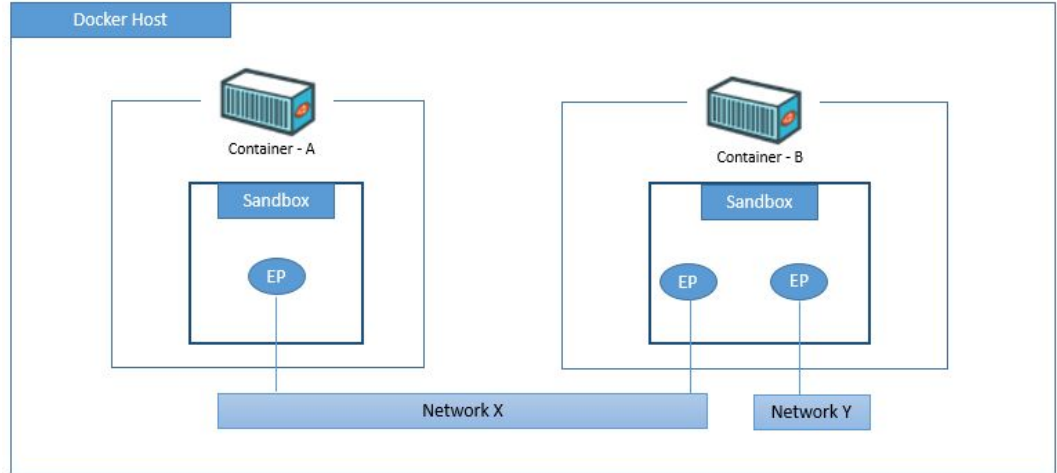 Docker Host
Container - A
Container - B
Sandbox
Sandbox
EP
EP
EP
Network X
Network Y